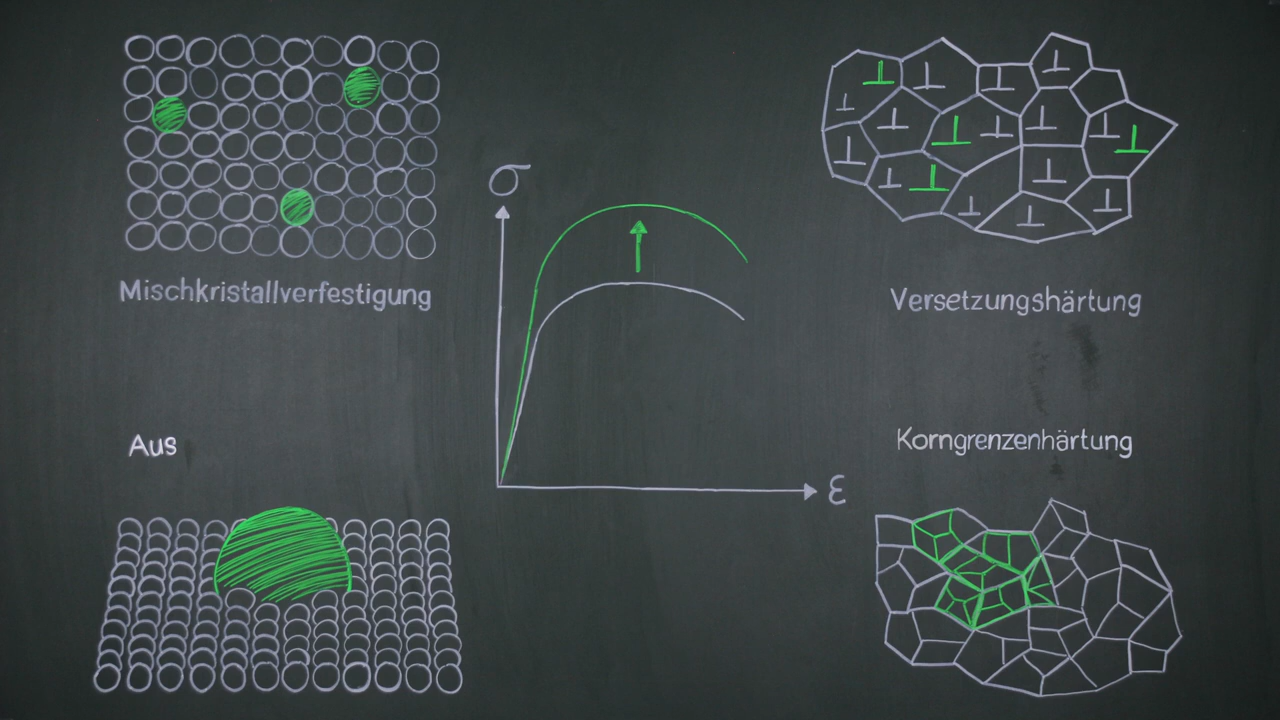 Mischkristallverfestigung
σ
Versetzungshärtung
Aus
Korngrenzenhärtung
ε